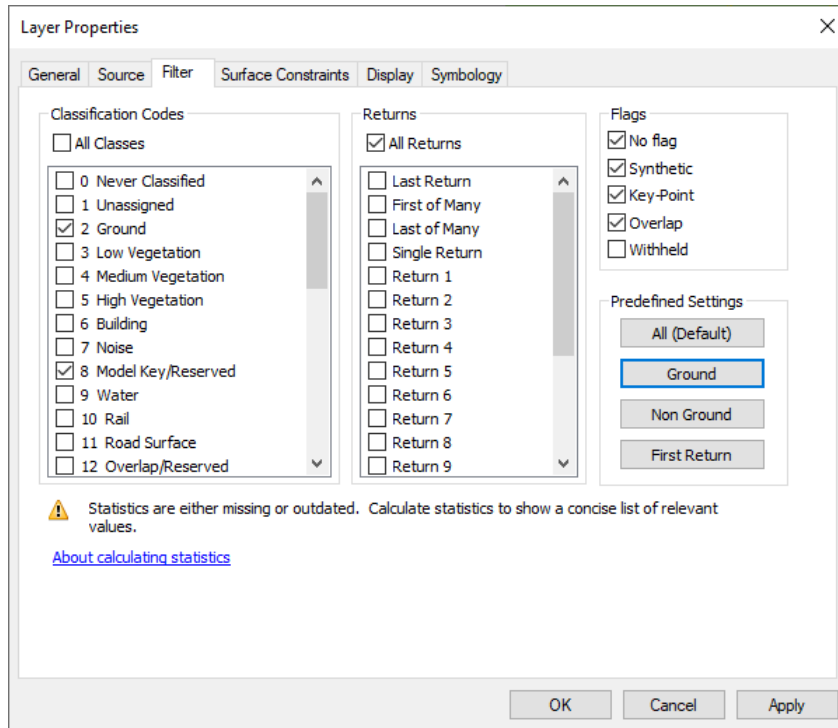 Layer Properties
General Source Filter Surface Constraints Display Symbology
Classification Codes
All Classes
0 Never Classified
1 Unassigned
2 Ground
3 Low Vegetation
4 Medium Vegetation
5 High Vegetation
6 Building
7 Noise
8 Model Key/Reserved
9 Water
10 Rail
11 Road Surface
12 Overlap/Reserved
Returns
All Returns
Last Return
First of Many
Last of Many
Single Return
Return 1
Return 2
Return 3
Return 4
Return 5
Return 6
Return 7
Return 8
Return 9
Flags
No flag
Synthetic
Key-Point
Overlap
Withheld
Predefined Settings
All (Default)
Ground
Non Ground
First Return
Statistics are either missing or outdated. Calculate statistics to show a concise list of relevant
values.
About calculating statistics
OK Cancel Apply